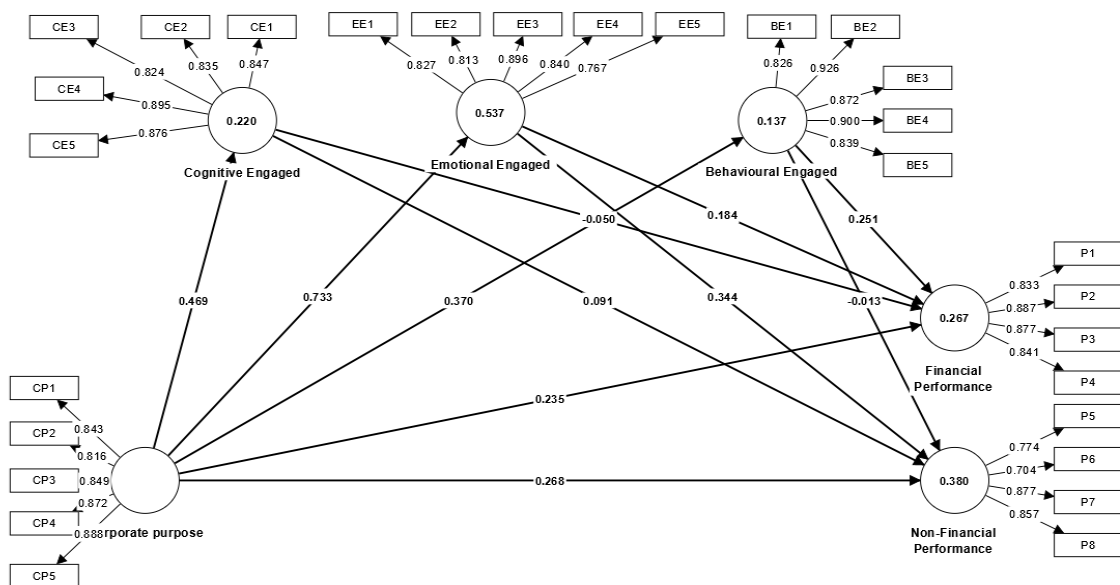 CE3
CE2
CE1
EE1
EE2
EE3
EE4
EE5
BE1
BE2
0.824
0.835
0.847
0.827
0.813
0.896
0.840
0.767
0.826
0.926
CE4
0.895
BE3
0.872
CE5
0.876
0.220
0.537
0.137
0.900
BE4
0.839
BE5
Cognitive Engaged
Emotional Engaged
Behavioural Engaged
-0.050
0.184
0.251
0.469
0.733
0.370
0.091
0.344
-0.013
P1
0.833
P2
0.887
0.267
0.877
P3
0.841
P4
Financial
Performance
0.235
CP1
0.843
CP2
0.816
CP3
0.849
0.872
CP4
0.888
rporate purpose
CP5
0.268
P5
0.774
P6
0.704
0.380
0.877
P7
0.857
P8
Non-Financial
Performance